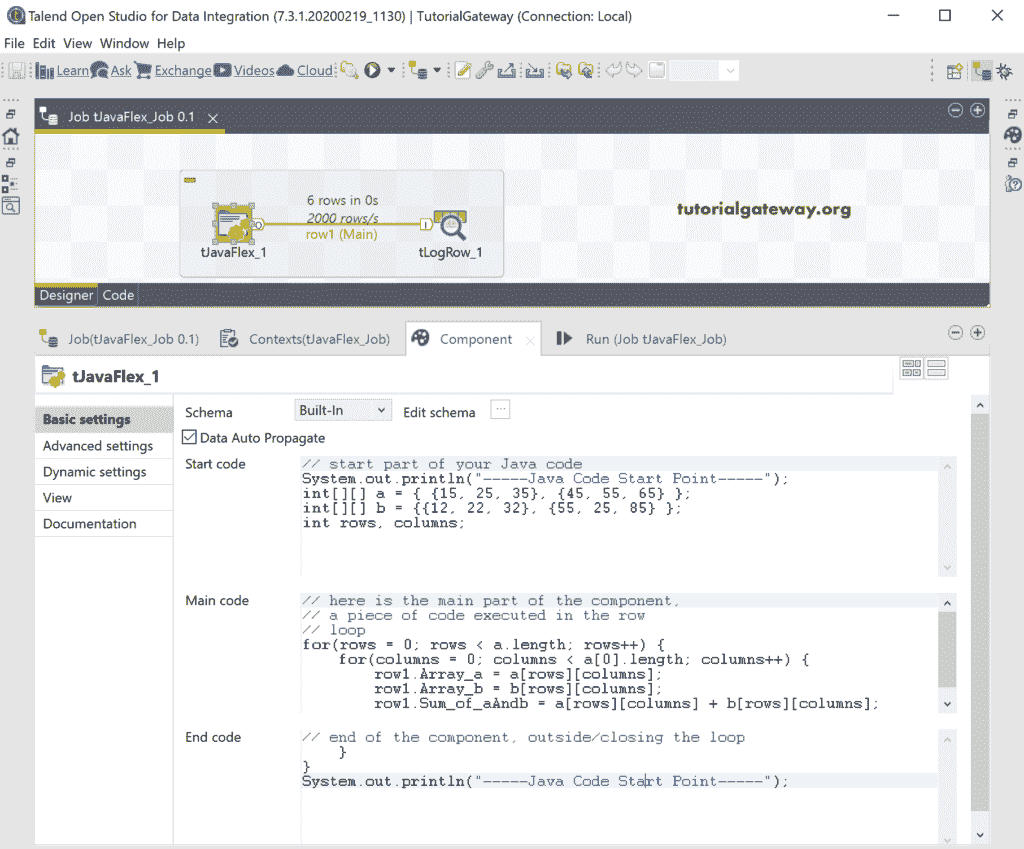 Talend Open Studio for Data Integration (7.3.1.20200219_1130) | TutorialGateway (Connection: Local)
File Edit View Window Help
Learn Ask Exchange Videos Cloud
Job tJavaFlex_Job 0.1
6 rows in 0s
2000 rows/s
row1 (Main)
tJavaFlex_1
tLogRow_1
tutorialgateway.org
Designer Code
Job(tJavaFlex_Job 0.1) Contexts(tJavaFlex_Job) Component Run (Job tJavaFlex_Job)
tJavaFlex_1
Basic settings
Advanced settings
Dynamic settings
View
Documentation
Schema Built-In Edit schema ...
Data Auto Propagate
Start code
// start part of your Java code
System.out.println("-----Java Code Start Point-----");
int[][] a = { {15, 25, 35}, {45, 55, 65} };
int[][] b = {{12, 22, 32}, {55, 25, 85} };
int rows, columns;
Main code
// here is the main part of the component,
// a piece of code executed in the row
// loop
for(rows = 0; rows < a.length; rows++) {
for(columns = 0; columns < a[0].length; columns++) {
row1.Array_a = a[rows][columns];
row1.Array_b = b[rows][columns];
row1.Sum_of_aAndb = a[rows][columns] + b[rows][columns];
End code
// end of the component, outside/closing the loop
}
}
System.out.println("-----Java Code Start Point-----");